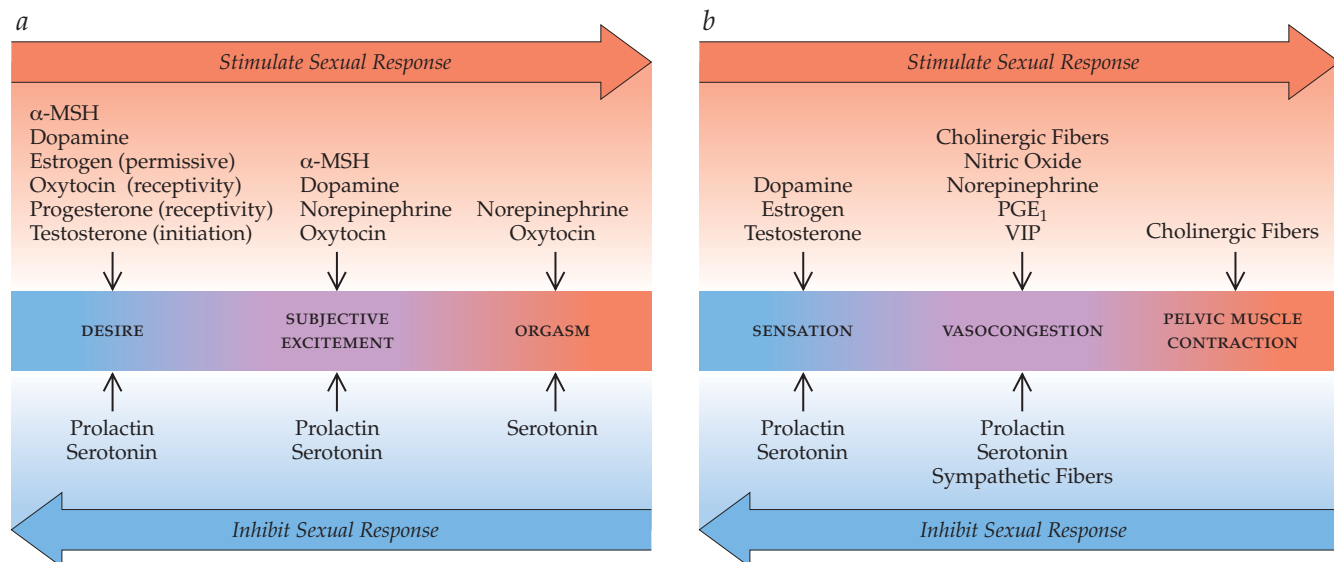 a
Stimulate Sexual Response
α-MSH
Dopamine
Estrogen (permissive)
Oxytocin (receptivity)
Progesterone (receptivity)
Testosterone (initiation)
α-MSH
Dopamine
Norepinephrine
Oxytocin
Norepinephrine
Oxytocin
DESIRE
SUBJECTIVE
EXCITEMENT
ORGASM
Prolactin
Serotonin
Prolactin
Serotonin
Serotonin
Inhibit Sexual Response
b
Stimulate Sexual Response
Dopamine
Estrogen
Testosterone
Cholinergic Fibers
Nitric Oxide
Norepinephrine
PGE₁
VIP
Cholinergic Fibers
SENSATION
VASOCONGESTION
PELVIC MUSCLE
CONTRACTION
Prolactin
Serotonin
Prolactin
Serotonin
Sympathetic Fibers
Inhibit Sexual Response